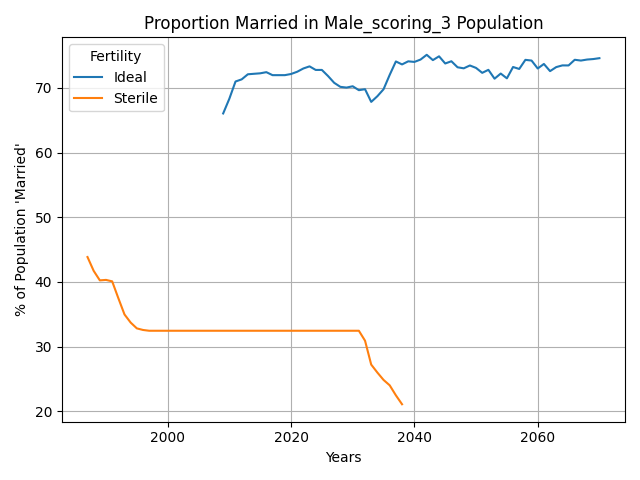 Proportion Married in Male_scoring_3 Population
Fertility
Ideal
Sterile
% of Population 'Married'
70
60
50
40
30
20
2000
2020
2040
2060
Years